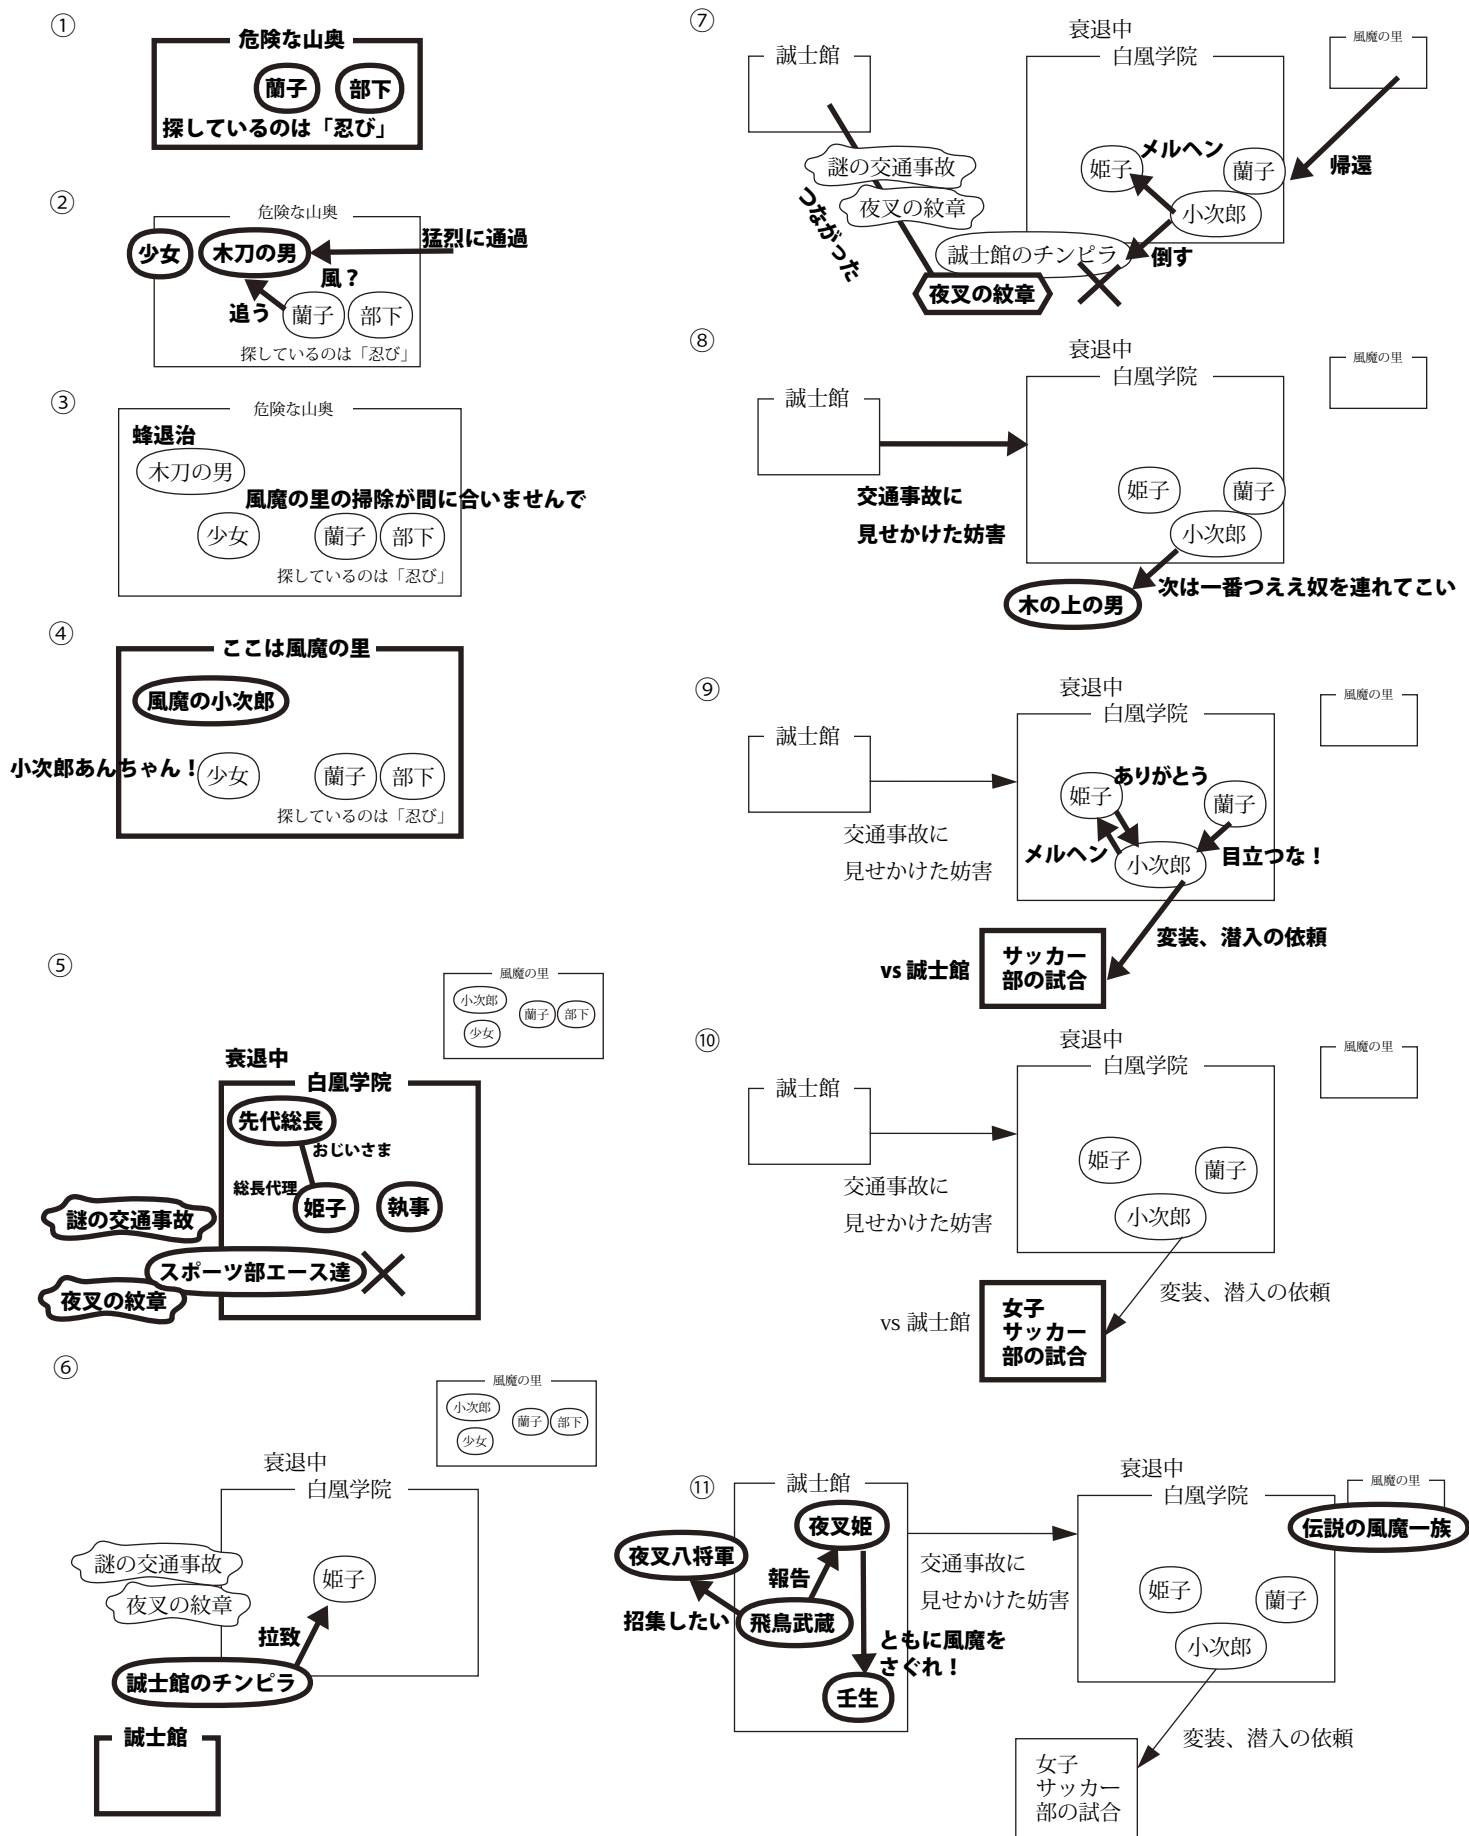 ①
危険な山奥
蘭子
部下
探しているのは「忍び」
②
危険な山奥
少女
木刀の男
猛烈に通過
風？
追う
蘭子
部下
探しているのは「忍び」
③
危険な山奥
蜂退治
木刀の男
風魔の里の掃除が間に合いませんで
少女
蘭子
部下
探しているのは「忍び」
④
ここは風魔の里
風魔の小次郎
小次郎あんちゃん！
少女
蘭子
部下
探しているのは「忍び」
⑤
風魔の里
小次郎
少女
蘭子
部下
衰退中
白凰学院
先代総長
おじいさま
総長代理
姫子
執事
謎の交通事故
スポーツ部エース達
夜叉の紋章
⑥
風魔の里
小次郎
少女
蘭子
部下
衰退中
白凰学院
謎の交通事故
夜叉の紋章
姫子
拉致
誠士館のチンピラ
誠士館
⑦
誠士館
衰退中
白凰学院
風魔の里
謎の交通事故
夜叉の紋章
つながった
姫子
メルヘン
蘭子
帰還
小次郎
誠士館のチンピラ
倒す
夜叉の紋章
⑧
誠士館
衰退中
白凰学院
風魔の里
交通事故に
見せかけた妨害
姫子
蘭子
小次郎
木の上の男
次は一番つええ奴を連れてこい
⑨
誠士館
衰退中
白凰学院
風魔の里
交通事故に
見せかけた妨害
姫子
ありがとう
蘭子
メルヘン
小次郎
目立つな！
変装、潜入の依頼
vs 誠士館
サッカー
部の試合
⑩
誠士館
衰退中
白凰学院
風魔の里
交通事故に
見せかけた妨害
姫子
蘭子
小次郎
変装、潜入の依頼
vs 誠士館
女子
サッカー
部の試合
⑪
誠士館
夜叉姫
夜叉八将軍
報告
招集したい
飛鳥武蔵
ともに風魔を
さぐれ！
壬生
交通事故に
見せかけた妨害
衰退中
白凰学院
風魔の里
伝説の風魔一族
姫子
蘭子
小次郎
変装、潜入の依頼
女子
サッカー
部の試合